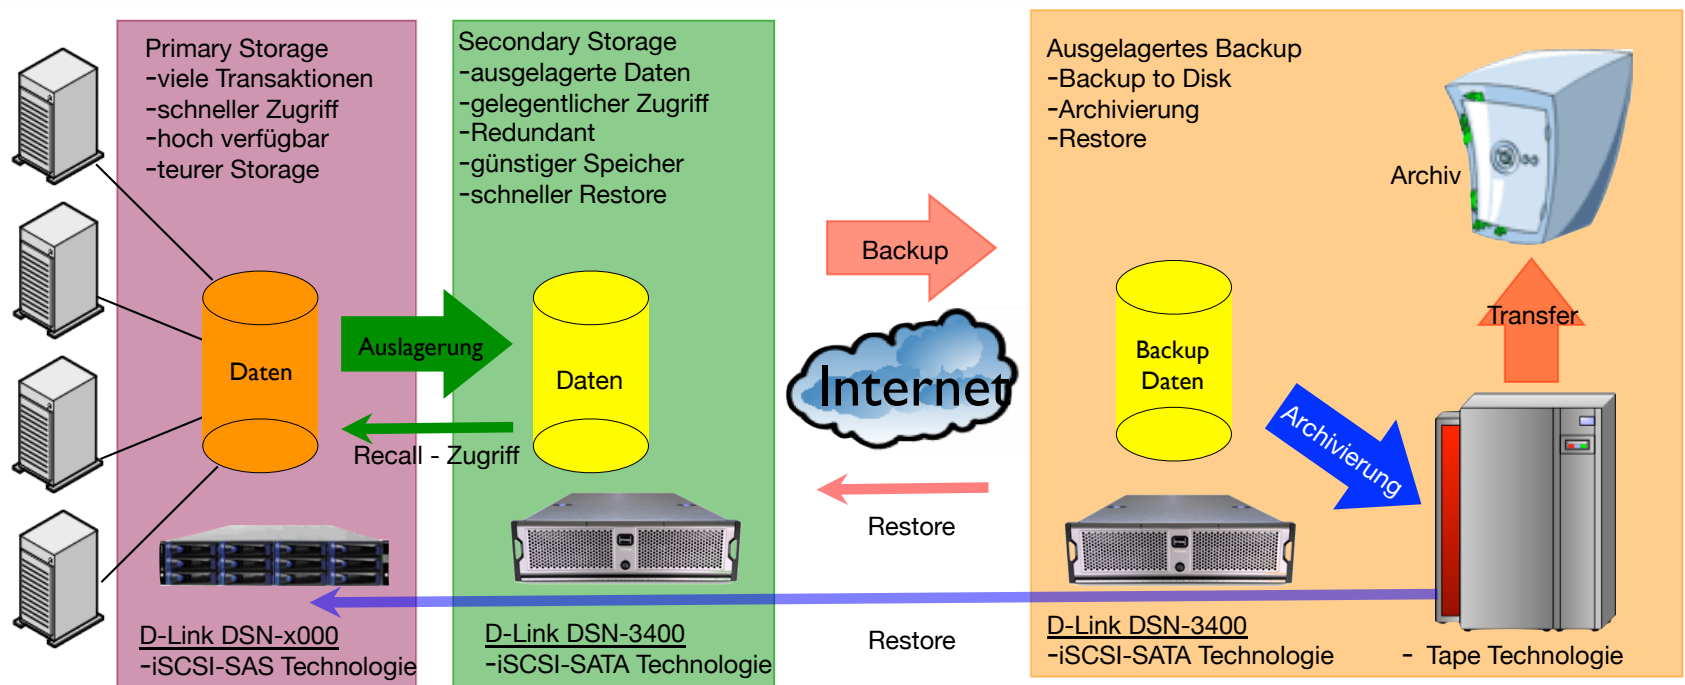 Primary Storage
-viele Transaktionen
-schneller Zugriff
-hoch verfügbar
-teurer Storage
Daten
D-Link DSN-x000
-iSCSI-SAS Technologie
Auslagerung
Recall - Zugriff
Secondary Storage
-ausgelagerte Daten
-gelegentlicher Zugriff
-Redundant
-günstiger Speicher
-schneller Restore
Daten
D-Link DSN-3400
-iSCSI-SATA Technologie
Backup
Internet
Restore
Restore
Ausgelagertes Backup
-Backup to Disk
-Archivierung
-Restore
Archiv
Backup
Daten
Transfer
Archivierung
D-Link DSN-3400
-iSCSI-SATA Technologie
- Tape Technologie